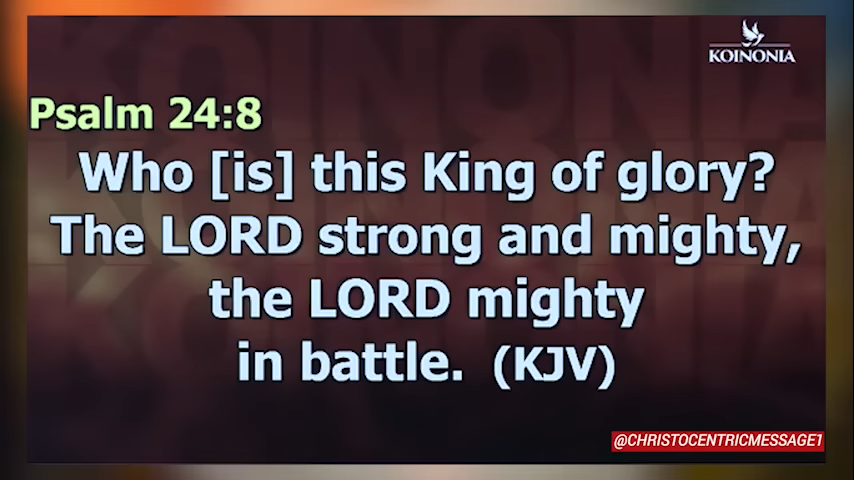 KOINONIA
Psalm 24:8
Who [is] this King of glory?
The LORD strong and mighty,
the LORD mighty
in battle. (KJV)
@CHRISTOCENTRICMESSAGE1